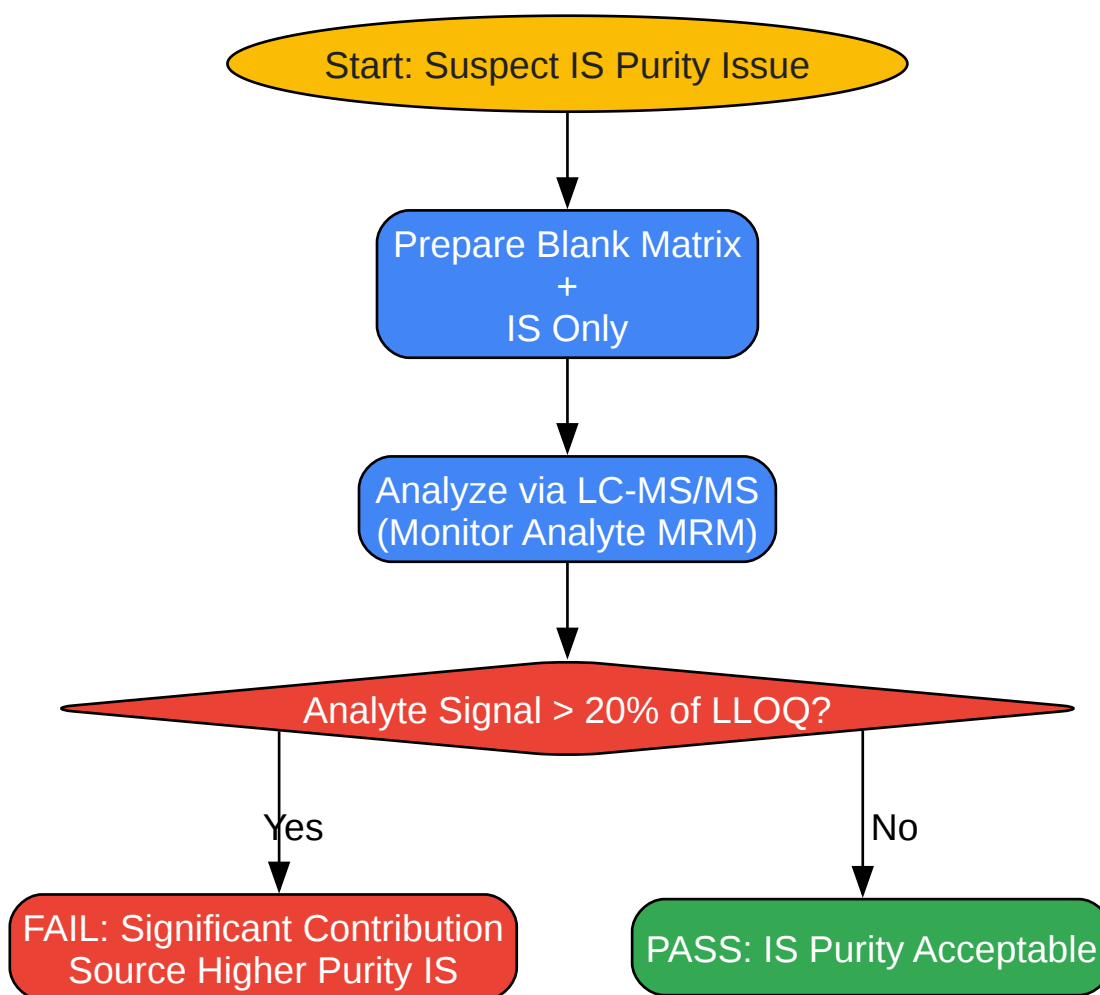 Start: Suspect IS Purity Issue
Prepare Blank Matrix
+
IS Only
Analyze via LC-MS/MS
(Monitor Analyte MRM)
Analyte Signal > 20% of LLOQ?
Yes
No
FAIL: Significant Contribution
Source Higher Purity IS
PASS: IS Purity Acceptable